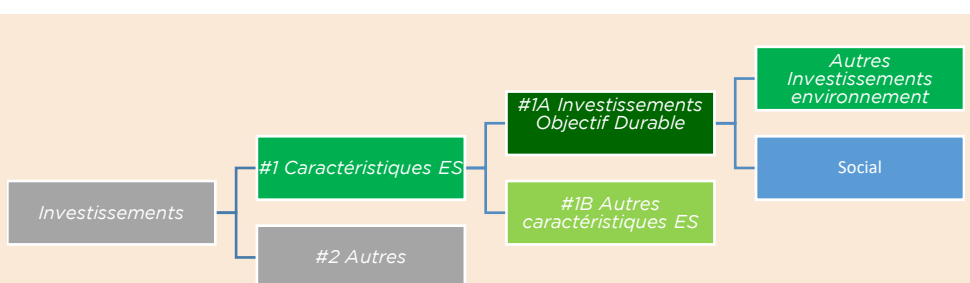 Autres
Investissements
environnement
#1A Investissements
Objectif Durable
#1 Caractéristiques ES
Social
Investissements
#1B Autres
caractéristiques ES
#2 Autres